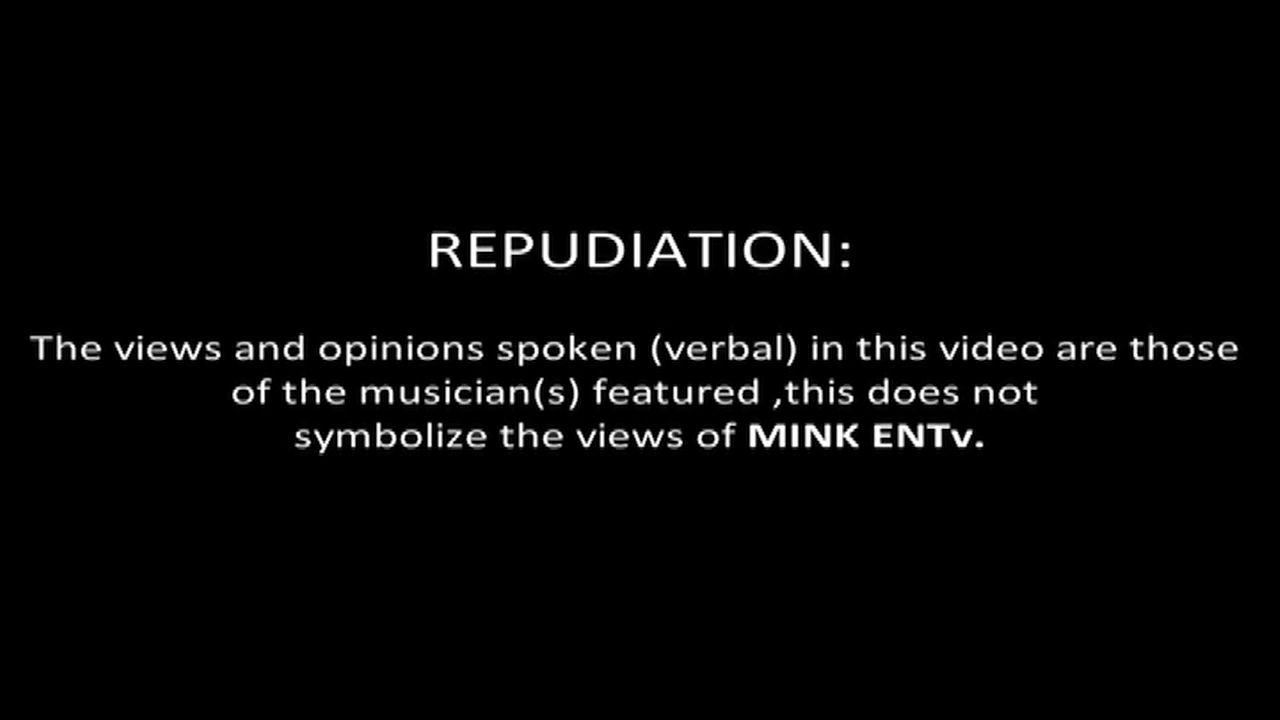 REPUDIATION:
The views and opinions spoken (verbal) in this video are those
of the musician(s) featured ,this does not
symbolize the views of MINK ENTv.